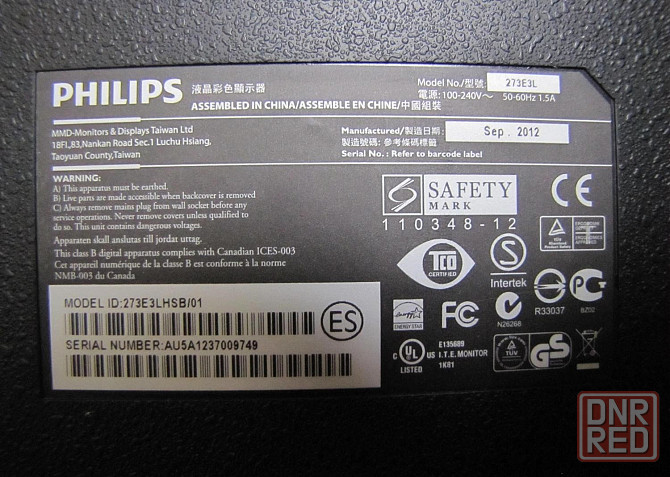 PHILIPS 液晶彩色顯示器
ASSEMBLED IN CHINA/ASSEMBLE EN CHINE/中國組裝
Model No./型號: 273E3L
電源: 100-240V～ 50-60Hz 1.5A
MMD-Monitors & Displays Taiwan Ltd
18Fl,83,Nankan Road Sec.1 Luchu Hsiang,
Taoyuan County,Taiwan
Manufactured/製造日期: Sep. 2012
製造號碼: 參考條碼標籤
Serial No.: Refer to barcode label
WARNING:
A) This apparatus must be earthed.
B) Live parts are made accessible when backcover is removed
C) Always remove mains plug from wall socket before any
service operations. Never remove covers unless qualified to
do so. This unit contains dangerous voltages.
Apparaten skall anslutas till jordat uttag.
This class B digital apparatus complies with Canadian ICES-003
Cet appareil numérique de la classe B est conforme à la norme
NMB-003 du Canada
SAFETY
MARK
110348-12
CE
TCO
CERTIFIED
S
Intertek
ENERGY STAR
FC
N26266
R33037
BZ02
C UL US
LISTED
E135689
I.T.E.MONITOR
1K81
TÜV
GS
MODEL ID:273E3LHSB/01
SERIAL NUMBER:AU5A1237009749
ES
DNR
RED